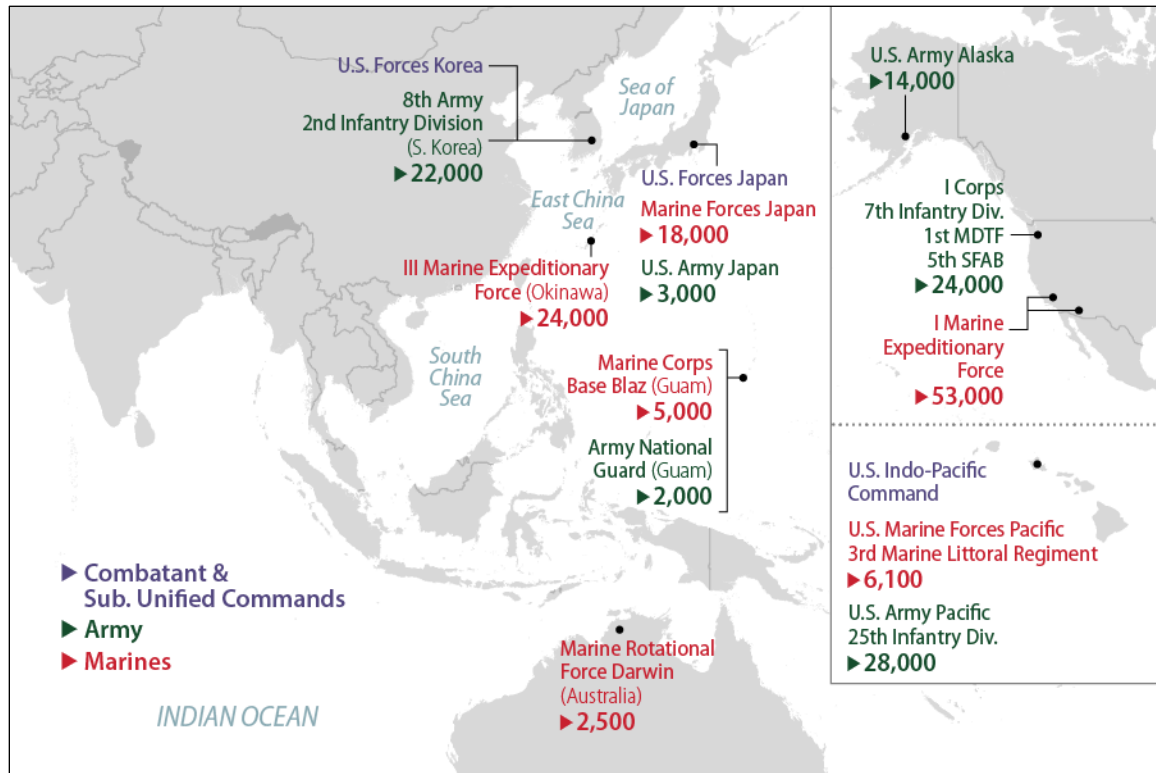 U.S. Forces Korea
8th Army
2nd Infantry Division
(S. Korea)
▶ 22,000
Sea of
Japan
East China
Sea
U.S. Forces Japan
Marine Forces Japan
▶ 18,000
U.S. Army Japan
▶ 3,000
III Marine Expeditionary
Force (Okinawa)
▶ 24,000
South
China
Sea
Marine Corps
Base Blaz (Guam)
▶ 5,000
Army National
Guard (Guam)
▶ 2,000
▶ Combatant &
Sub. Unified Commands
▶ Army
▶ Marines
INDIAN OCEAN
Marine Rotational
Force Darwin
(Australia)
▶ 2,500
U.S. Army Alaska
▶ 14,000
I Corps
7th Infantry Div.
1st MDTF
5th SFAB
▶ 24,000
I Marine
Expeditionary
Force
▶ 53,000
U.S. Indo-Pacific
Command
U.S. Marine Forces Pacific
3rd Marine Littoral Regiment
▶ 6,100
U.S. Army Pacific
25th Infantry Div.
▶ 28,000